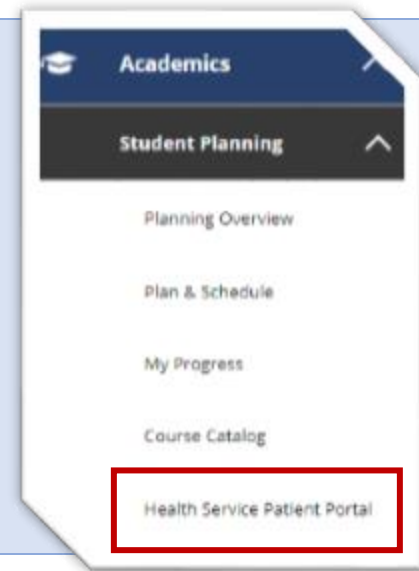 Academics
Student Planning
Planning Overview
Plan & Schedule
My Progress
Course Catalog
Health Service Patient Portal